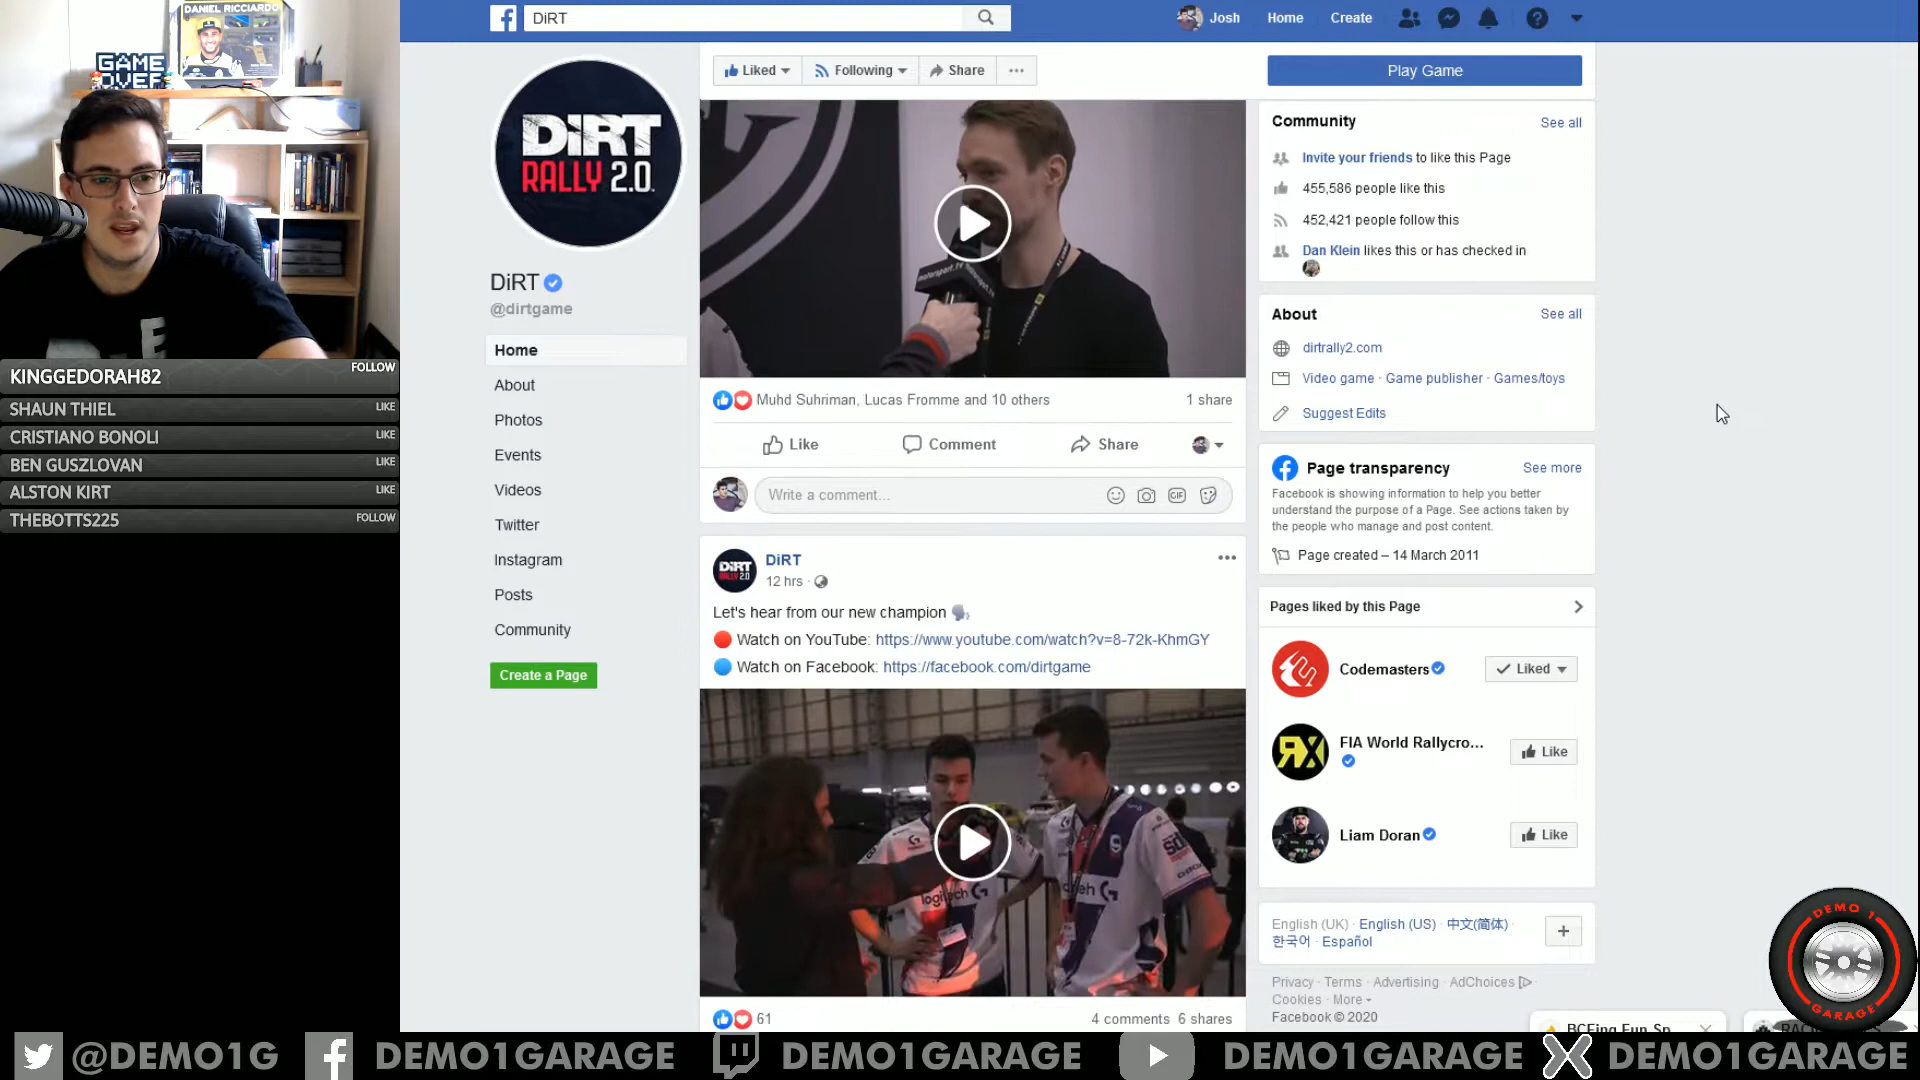 DANIEL RICCIARDO
GAME
OVER
KINGGEDORAH82 FOLLOW
SHAUN THIEL LIKE
CRISTIANO BONOLI LIKE
BEN GUSZLOVAN LIKE
ALSTON KIRT LIKE
THEBOTTS225 FOLLOW
DiRT
Josh Home Create
DiRT
RALLY 2.0
DiRT
@dirtgame
Home
About
Photos
Events
Videos
Twitter
Instagram
Posts
Community
Create a Page
Liked Following Share ...
Play Game
motorsport.TV
Muhd Suhriman, Lucas Fromme and 10 others 1 share
Like Comment Share
Write a comment... GIF
DiRT
RALLY 2.0
DiRT
12 hrs ·
Let's hear from our new champion
Watch on YouTube: https://www.youtube.com/watch?v=8-72k-KhmGY
Watch on Facebook: https://facebook.com/dirtgame
logitech G
61 4 comments 6 shares
Community See all
Invite your friends to like this Page
455,586 people like this
452,421 people follow this
Dan Klein likes this or has checked in
About See all
dirtrally2.com
Video game · Game publisher · Games/toys
Suggest Edits
Page transparency See more
Facebook is showing information to help you better
understand the purpose of a Page. See actions taken by
the people who manage and post content.
Page created – 14 March 2011
Pages liked by this Page
Codemasters Liked
RX
FIA World Rallycro... Like
Liam Doran Like
English (UK) · English (US) · 中文(简体) ·
한국어 · Español
Privacy · Terms · Advertising · AdChoices ·
Cookies · More
Facebook © 2020
DEMO 1
GARAGE
@DEMO1G DEMO1GARAGE DEMO1GARAGE DEMO1GARAGE DEMO1GARAGE